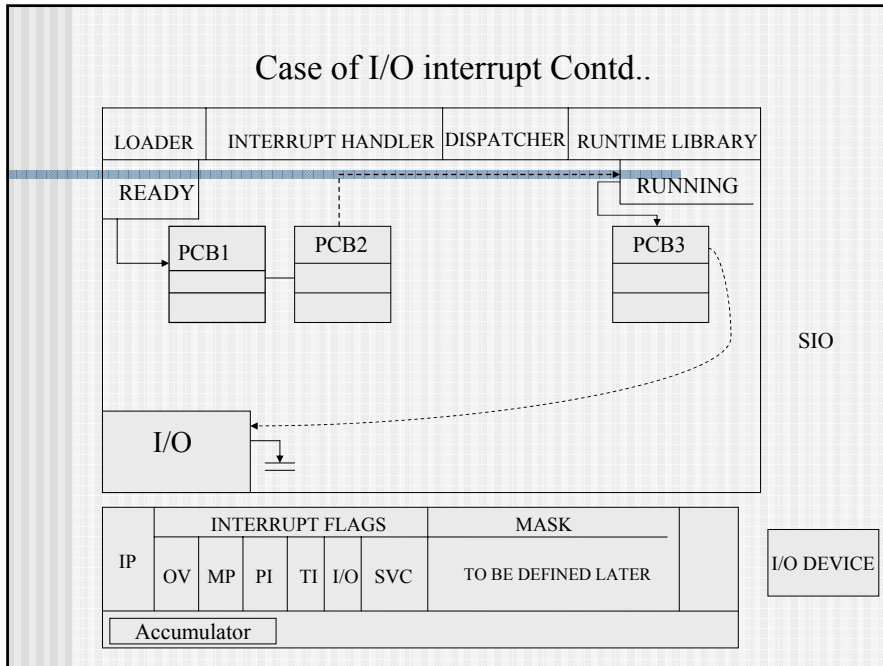 Case of I/O interrupt Contd..
LOADER INTERRUPT HANDLER DISPATCHER RUNTIME LIBRARY
READY RUNNING
PCB1 PCB2 PCB3
SIO
I/O
INTERRUPT FLAGS MASK
IP OV MP PI TI I/O SVC TO BE DEFINED LATER I/O DEVICE
Accumulator